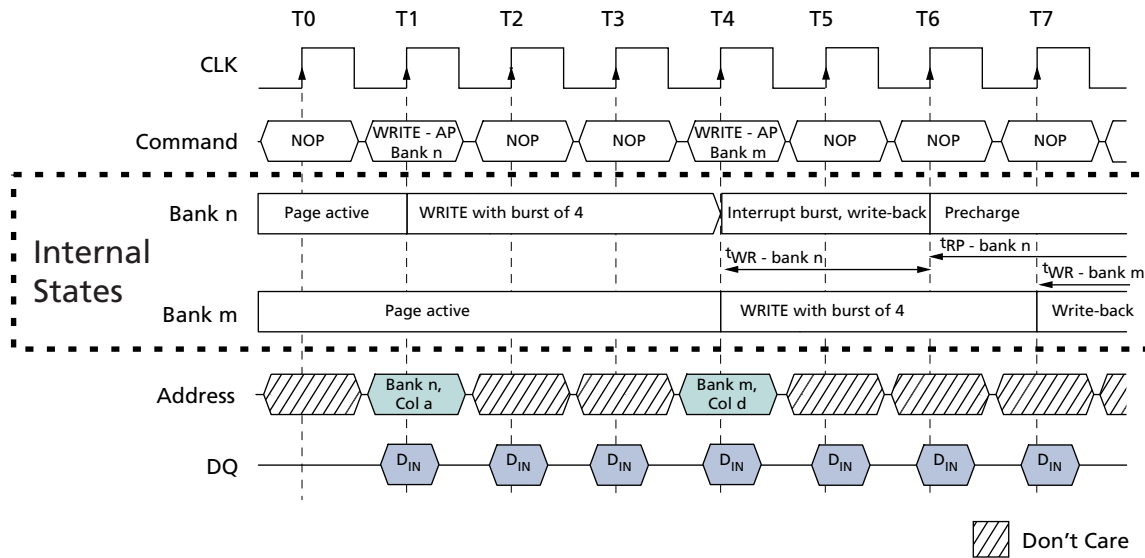 T0 T1 T2 T3 T4 T5 T6 T7
CLK
Command
NOP
WRITE - AP
Bank n
NOP
NOP
WRITE - AP
Bank m
NOP
NOP
NOP
Internal
States
Bank n
Page active
WRITE with burst of 4
Interrupt burst, write-back
Precharge
tWR - bank n
tRP - bank n
tWR - bank m
Bank m
Page active
WRITE with burst of 4
Write-back
Address
Bank n,
Col a
Bank m,
Col d
DQ
DIN DIN DIN DIN DIN DIN DIN
Don't Care